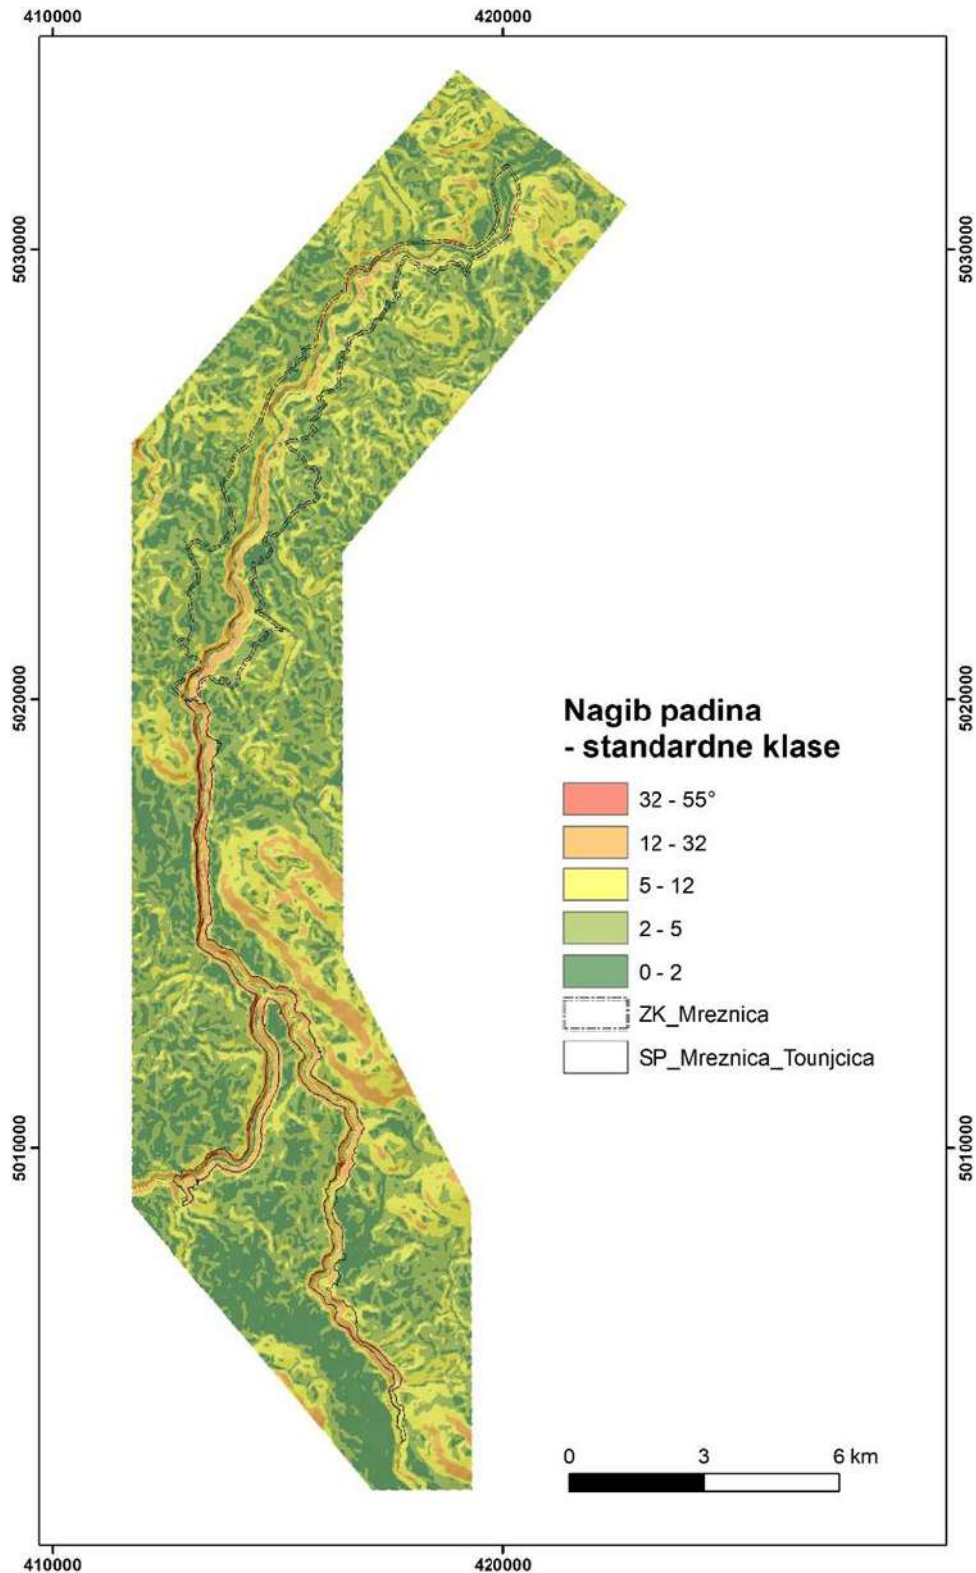 410000
420000
5030000
5030000
5020000
5020000
Nagib padina
- standardne klase
32 - 55°
12 - 32
5 - 12
2 - 5
0 - 2
ZK_Mreznica
SP_Mreznica_Tounjcica
5010000
5010000
0 3 6 km
410000
420000